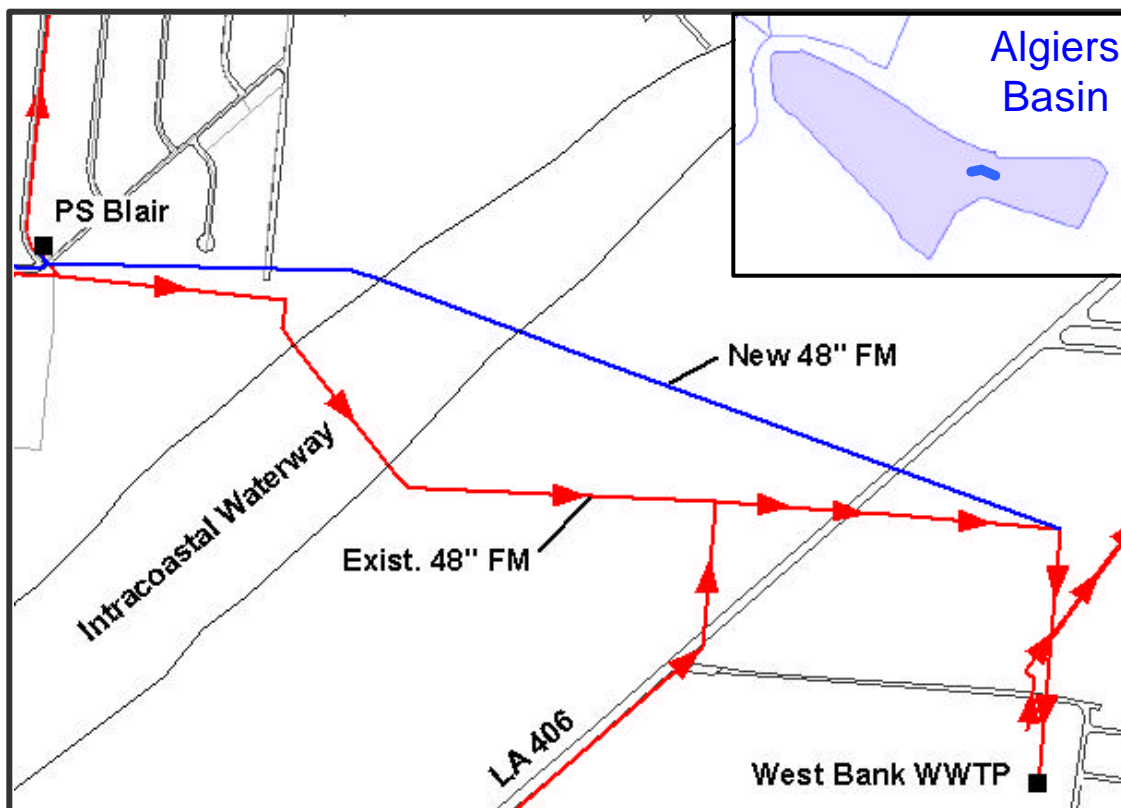 Algiers
Basin
PS Blair
New 48" FM
Intracoastal Waterway
Exist. 48" FM
LA 406
West Bank WWTP